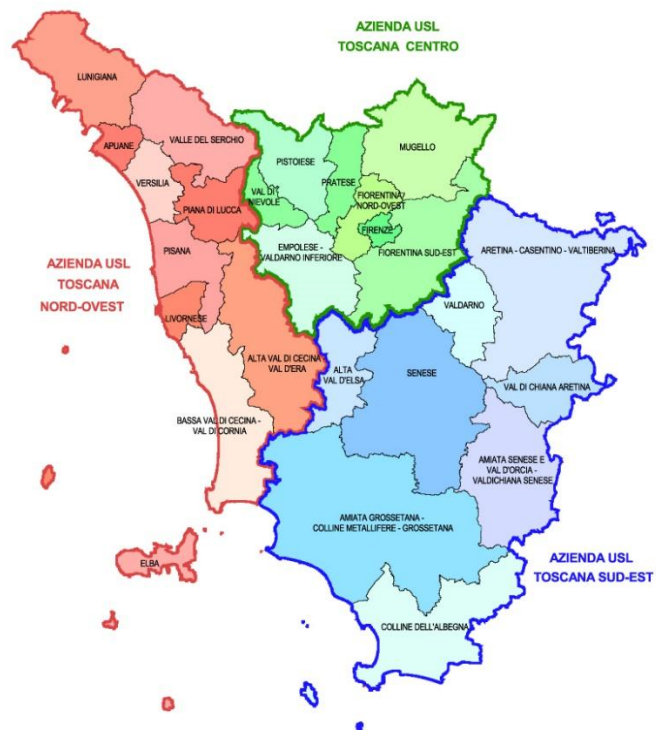 AZIENDA USL
TOSCANA CENTRO
LUNIGIANA
APUANE
VALLE DEL SERCHIO
VERSILIA
PIANA DI LUCCA
PISANA
LIVORNESE
ALTA VAL DI CECINA
VAL D'ERA
BASSA VAL DI CECINA -
VAL DI CORNIA
ELBA
AZIENDA USL
TOSCANA
NORD-OVEST
PISTOIESE
VAL DI
NIEVOLE
PRATESE
MUGELLO
FIORENTINA
NORD-OVEST
FIRENZE
EMPOLESE -
VALDARNO INFERIORE
FIORENTINA SUD-EST
ARETINA - CASENTINO - VALTIBERINA
VALDARNO
ALTA
VAL D'ELSA
SENESE
VAL DI CHIANA ARETINA
AMIATA SENESE E
VAL D'ORCIA -
VALDICHIANA SENESE
AMIATA GROSSETANA -
COLLINE METALLIFERE - GROSSETANA
COLLINE DELL'ALBEGNA
AZIENDA USL
TOSCANA SUD-EST